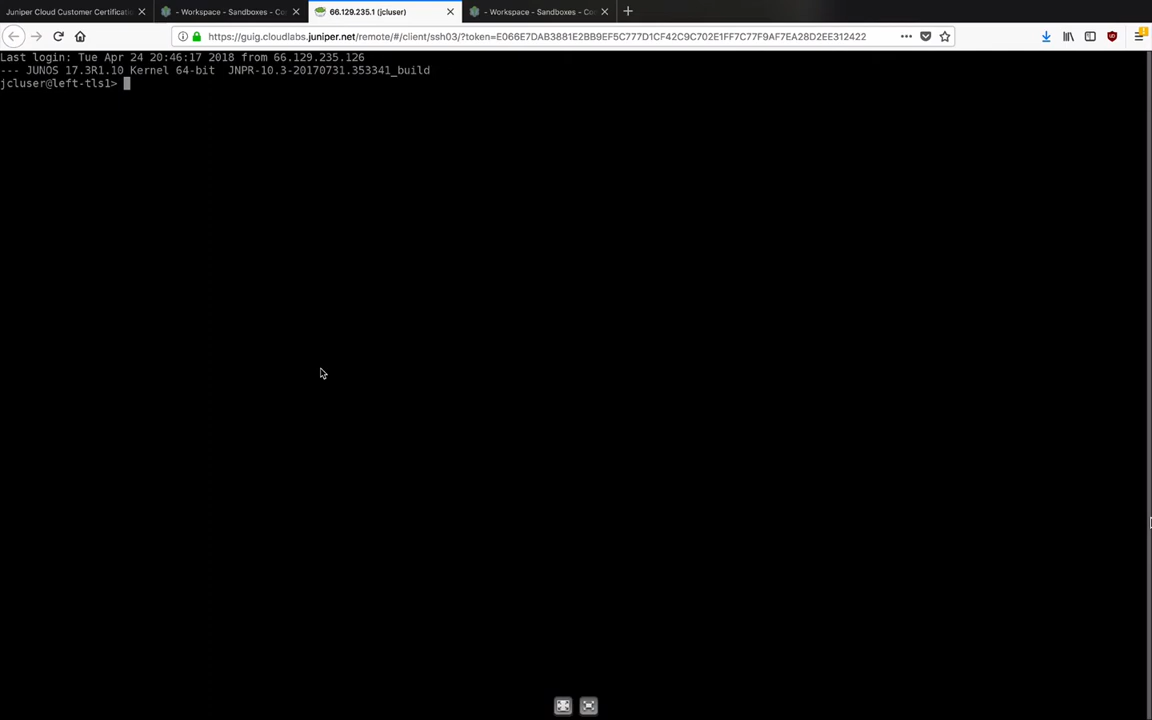 Juniper Cloud Customer Certificati
- Workspace - Sandboxes - Co
66.129.235.1 (jcluser)
- Workspace - Sandboxes - Co
https://guig.cloudlabs.juniper.net/remote/#/client/ssh03/?token=E066E7DAB3881E2BB9EF5C777D1CF42C9C702E1FF7C77F9AF7EA28D2EE312422
Last login: Tue Apr 24 20:46:17 2018 from 66.129.235.126
--- JUNOS 17.3R1.10 Kernel 64-bit  JNPR-10.3-20170731.353341_build
jcluser@left-tls1>